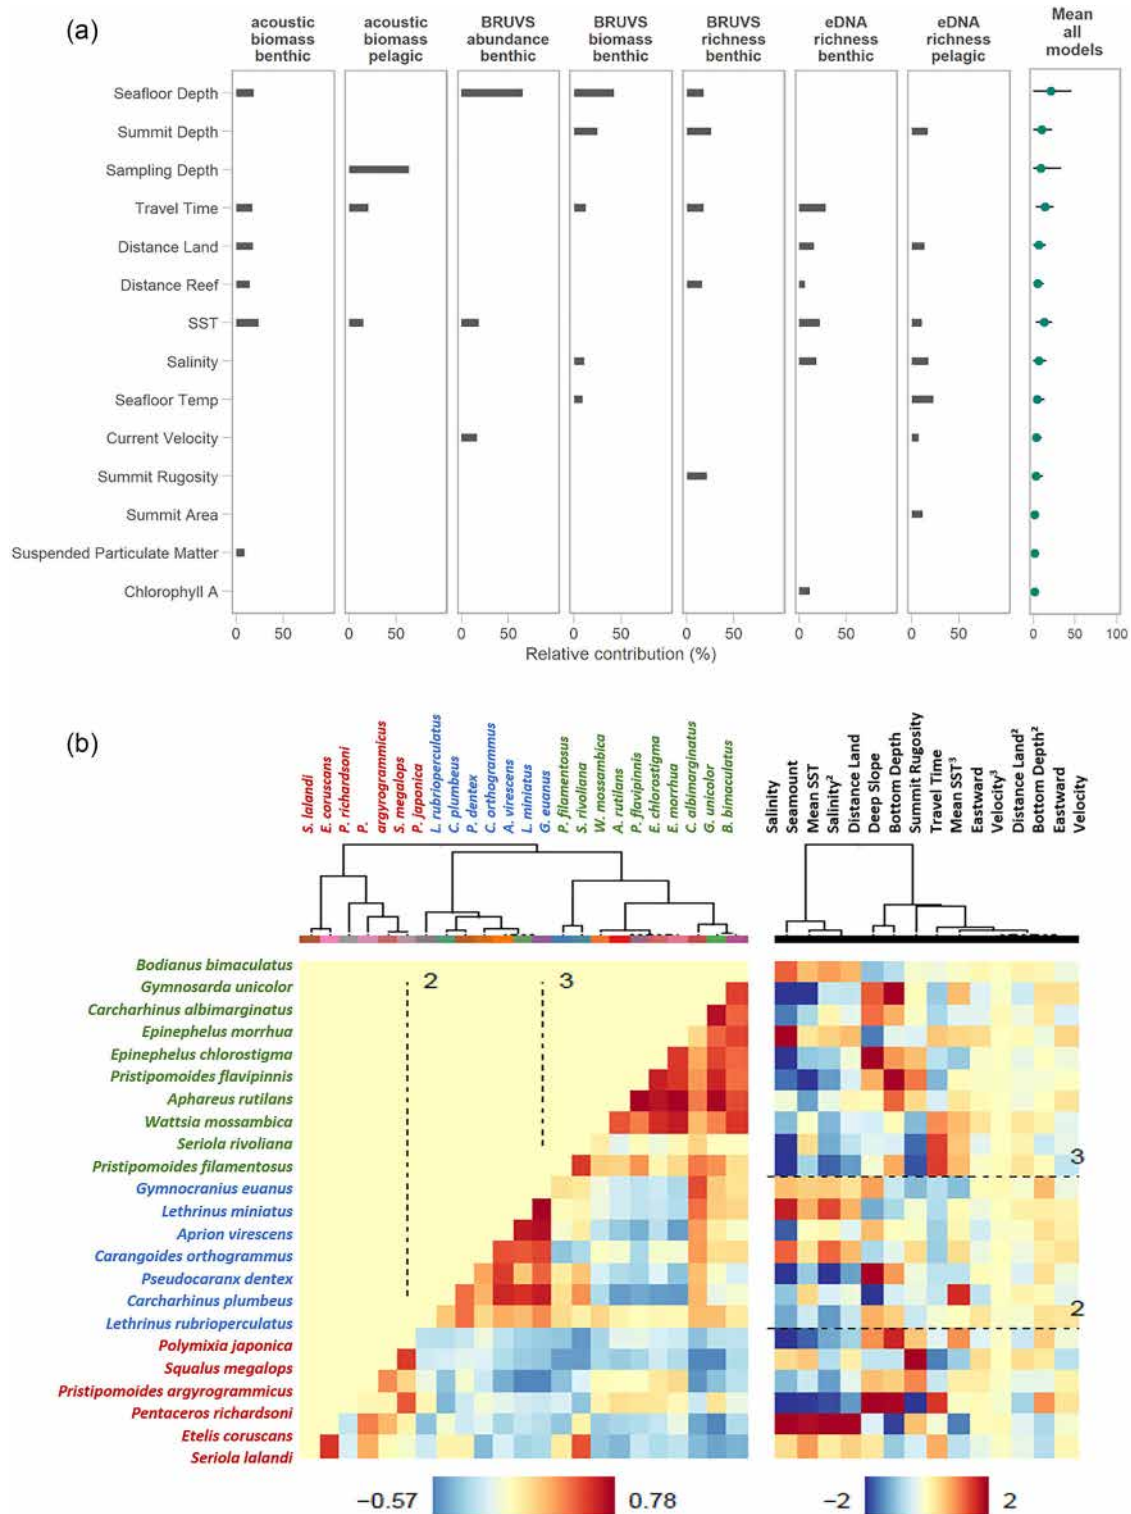 (a)
acoustic biomass benthic
acoustic biomass pelagic
BRUVS abundance benthic
BRUVS biomass benthic
BRUVS richness benthic
eDNA richness benthic
eDNA richness pelagic
Mean all models
Seafloor Depth
Summit Depth
Sampling Depth
Travel Time
Distance Land
Distance Reef
SST
Salinity
Seafloor Temp
Current Velocity
Summit Rugosity
Summit Area
Suspended Particulate Matter
Chlorophyll A
0 50 0 50 0 50 0 50 0 50 0 50 0 50 0 50 100
Relative contribution (%)
(b)
S. lalandi
E. coruscans
P. richardsoni
P.
argyrogrammicus
S. megalops
P. japonica
L. rubrioperculatus
C. plumbeus
P. dentex
C. orthogrammus
A. virescens
L. miniatus
G. euanus
P. filamentosus
S. rivoliana
W. mossambica
A. rutilans
P. flavipinnis
E. chlorostigma
E. morrhua
C. albimarginatus
G. unicolor
B. bimaculatus
Salinity
Seamount
Mean SST
Salinity²
Distance Land
Deep Slope
Bottom Depth
Summit Rugosity
Travel Time
Mean SST³
Eastward
Velocity³
Distance Land²
Bottom Depth²
Eastward
Velocity
Bodianus bimaculatus
Gymnosarda unicolor
Carcharhinus albimarginatus
Epinephelus morrhua
Epinephelus chlorostigma
Pristipomoides flavipinnis
Aphareus rutilans
Wattsia mossambica
Seriola rivoliana
Pristipomoides filamentosus
Gymnocranius euanus
Lethrinus miniatus
Aprion virescens
Carangoides orthogrammus
Pseudocaranx dentex
Carcharhinus plumbeus
Lethrinus rubrioperculatus
Polymixia japonica
Squalus megalops
Pristipomoides argyrogrammicus
Pentaceros richardsoni
Etelis coruscans
Seriola lalandi
2
3
3
2
−0.57
0.78
−2
2